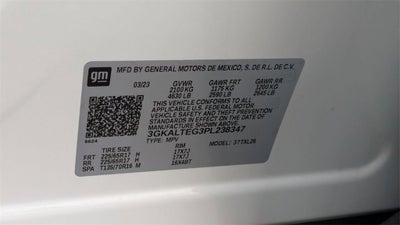 gm
MFD BY GENERAL MOTORS DE MEXICO, S. DE R.L. DE C.V.
03/23 GVWR GAWR FRT GAWR RR
2100 KG 1175 KG 1200 KG
4630 LB 2590 LB 2645 LB
THIS VEHICLE CONFORMS TO ALL APPLICABLE
U.S. FEDERAL MOTOR VEHICLE SAFETY
STANDARDS IN EFFECT ON THE DATE OF
MANUFACTURE SHOWN ABOVE.
3GKALTEG3PL238347
TYPE: MPV MODEL: 3TTXL26
TIRE SIZE RIM
FRT 225/65R17 H 17X7J
RR 225/65R17 H 17X7J
SPA T135/70R16 M 16X4BT